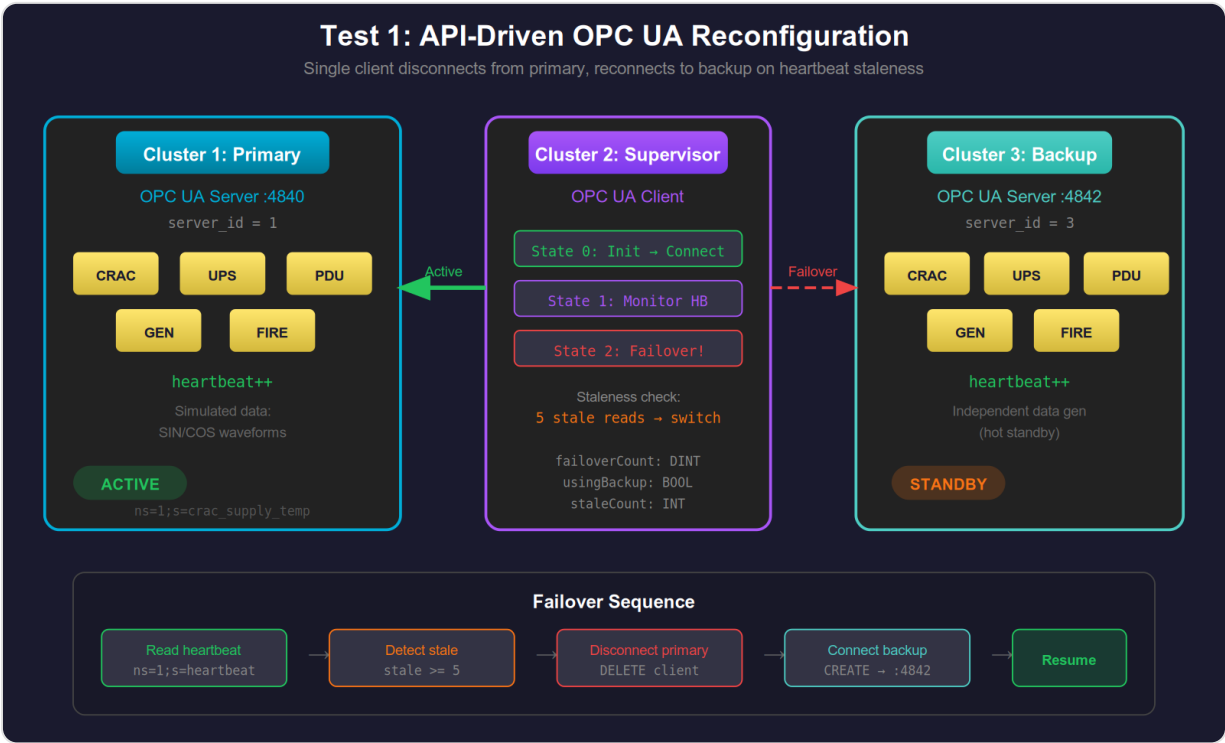 Test 1: API-Driven OPC UA Reconfiguration
Single client disconnects from primary, reconnects to backup on heartbeat staleness
Cluster 1: Primary
OPC UA Server :4840
server_id = 1
CRAC
UPS
PDU
GEN
FIRE
heartbeat++
Simulated data:
SIN/COS waveforms
ACTIVE
ns=1;s=crac_supply_temp
Active
Cluster 2: Supervisor
OPC UA Client
State 0: Init → Connect
State 1: Monitor HB
State 2: Failover!
Staleness check:
5 stale reads → switch
failoverCount: DINT
usingBackup: BOOL
staleCount: INT
Failover
Cluster 3: Backup
OPC UA Server :4842
server_id = 3
CRAC
UPS
PDU
GEN
FIRE
heartbeat++
Independent data gen
(hot standby)
STANDBY
Failover Sequence
Read heartbeat
ns=1;s=heartbeat
Detect stale
stale >= 5
Disconnect primary
DELETE client
Connect backup
CREATE → :4842
Resume